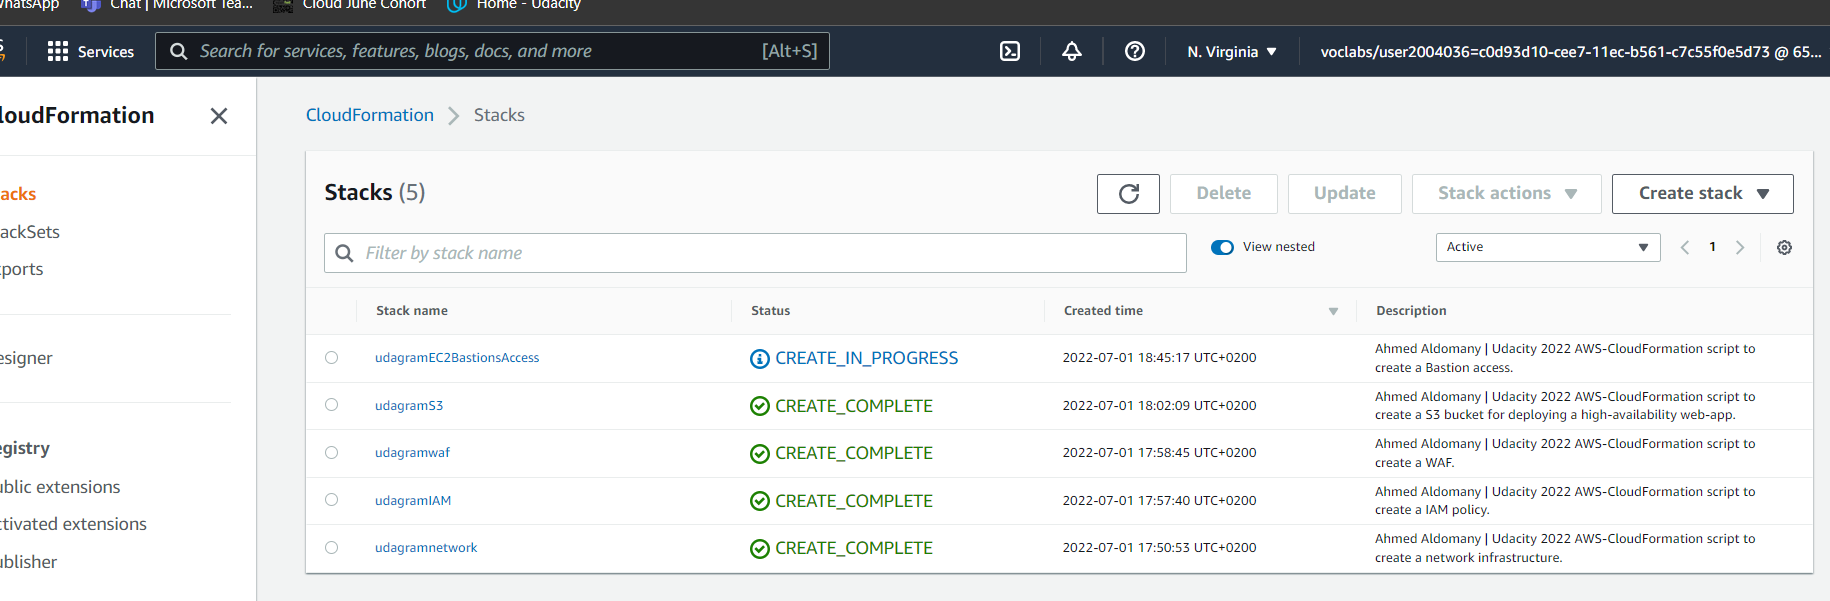 WhatsApp
Chat | Microsoft Tea...
Cloud June Cohort
Home - Udacity
Services
Search for services, features, blogs, docs, and more
[Alt+S]
N. Virginia
voclabs/user2004036=c0d93d10-cee7-11ec-b561-c7c55f0e5d73 @ 65...
loudFormation
acks
ackSets
ports
esigner
egistry
ublic extensions
ctivated extensions
ublisher
CloudFormation > Stacks
Stacks (5)
Delete
Update
Stack actions
Create stack
Filter by stack name
View nested
Active
1
Stack name Status Created time Description
udagramEC2BastionsAccess CREATE_IN_PROGRESS 2022-07-01 18:45:17 UTC+0200 Ahmed Aldomany | Udacity 2022 AWS-CloudFormation script to
create a Bastion access.
udagramS3 CREATE_COMPLETE 2022-07-01 18:02:09 UTC+0200 Ahmed Aldomany | Udacity 2022 AWS-CloudFormation script to
create a S3 bucket for deploying a high-availability web-app.
udagramwaf CREATE_COMPLETE 2022-07-01 17:58:45 UTC+0200 Ahmed Aldomany | Udacity 2022 AWS-CloudFormation script to
create a WAF.
udagramIAM CREATE_COMPLETE 2022-07-01 17:57:40 UTC+0200 Ahmed Aldomany | Udacity 2022 AWS-CloudFormation script to
create a IAM policy.
udagramnetwork CREATE_COMPLETE 2022-07-01 17:50:53 UTC+0200 Ahmed Aldomany | Udacity 2022 AWS-CloudFormation script to
create a network infrastructure.